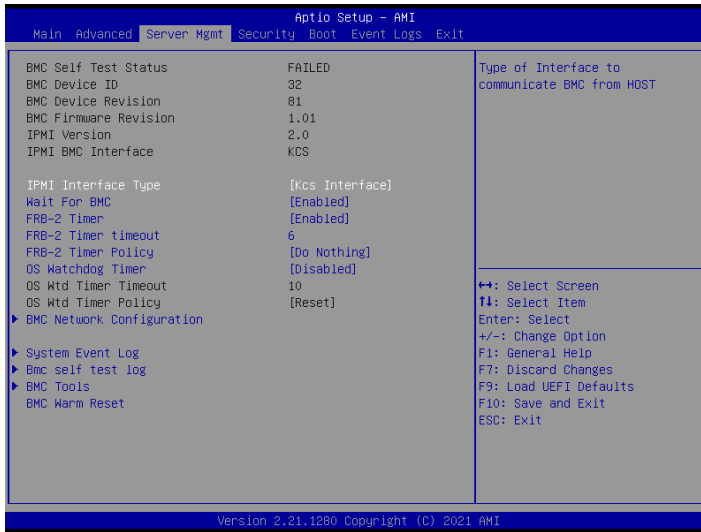 Aptio Setup – AMI
Main Advanced Server Mgmt Security Boot Event Logs Exit
BMC Self Test Status FAILED
BMC Device ID 32
BMC Device Revision 81
BMC Firmware Revision 1.01
IPMI Version 2.0
IPMI BMC Interface KCS
IPMI Interface Type [Kcs Interface]
Wait For BMC [Enabled]
FRB-2 Timer [Enabled]
FRB-2 Timer timeout 6
FRB-2 Timer Policy [Do Nothing]
OS Watchdog Timer [Disabled]
OS Wtd Timer Timeout 10
OS Wtd Timer Policy [Reset]
▶ BMC Network Configuration
▶ System Event Log
▶ Bmc self test log
▶ BMC Tools
BMC Warm Reset
Type of Interface to
communicate BMC from HOST
↔: Select Screen
↑↓: Select Item
Enter: Select
+/-: Change Option
F1: General Help
F7: Discard Changes
F9: Load UEFI Defaults
F10: Save and Exit
ESC: Exit
Version 2.21.1280 Copyright (C) 2021 AMI